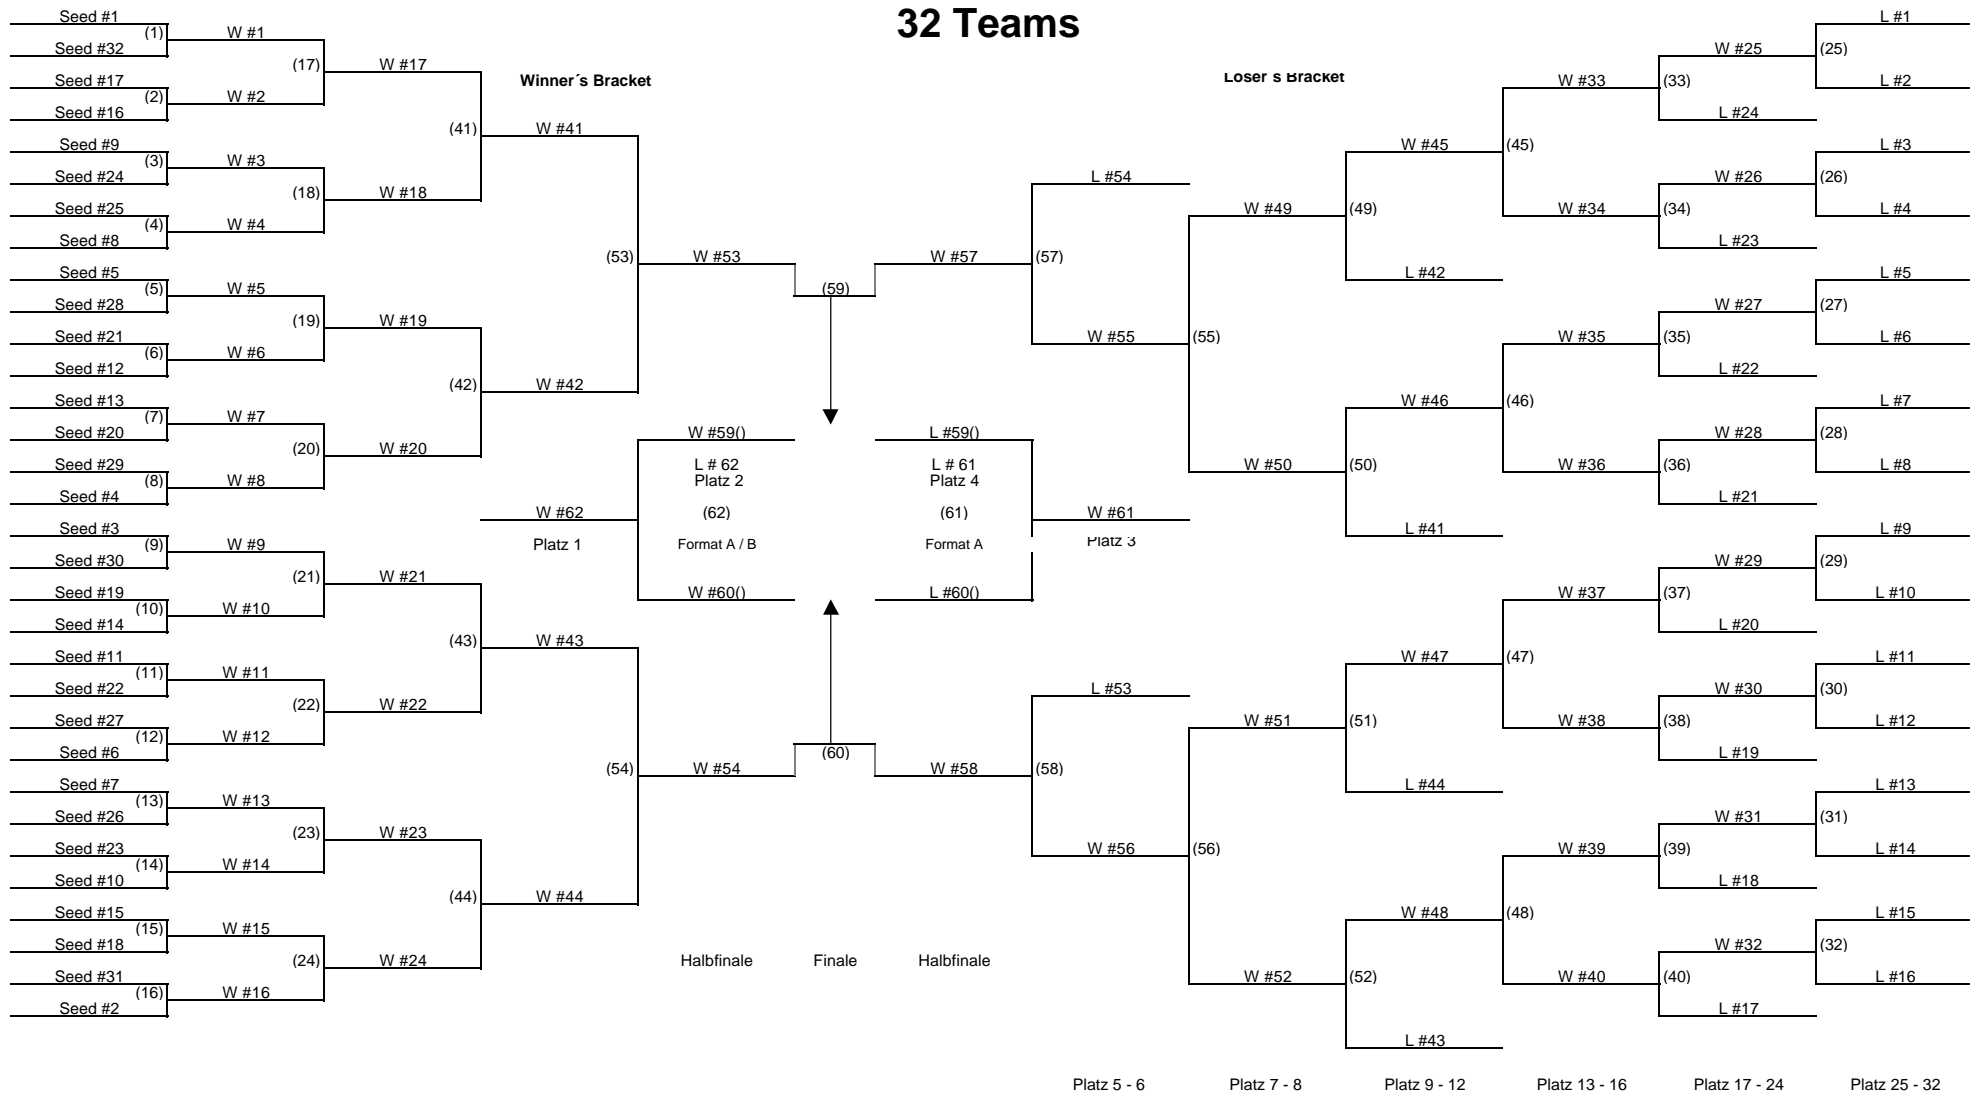 32 Teams
Winner´s Bracket
Loser´s Bracket
Seed #1
(1)
Seed #32
Seed #17
(2)
Seed #16
Seed #9
(3)
Seed #24
Seed #25
(4)
Seed #8
Seed #5
(5)
Seed #28
Seed #21
(6)
Seed #12
Seed #13
(7)
Seed #20
Seed #29
(8)
Seed #4
Seed #3
(9)
Seed #30
Seed #19
(10)
Seed #14
Seed #11
(11)
Seed #22
Seed #27
(12)
Seed #6
Seed #7
(13)
Seed #26
Seed #23
(14)
Seed #10
Seed #15
(15)
Seed #18
Seed #31
(16)
Seed #2
W #1
(17)
W #2
W #3
(18)
W #4
W #5
(19)
W #6
W #7
(20)
W #8
W #9
(21)
W #10
W #11
(22)
W #12
W #13
(23)
W #14
W #15
(24)
W #16
W #17
(41)
W #18
W #19
(42)
W #20
W #21
(43)
W #22
W #23
(44)
W #24
W #41
(53)
W #42
W #62
Platz 1
W #43
(54)
W #44
W #53
W #59()
L # 62
Platz 2
(62)
Format A / B
W #60()
W #54
Halbfinale
(59)
(60)
Finale
W #57
L #59()
L # 61
Platz 4
(61)
Format A
L #60()
W #58
Halbfinale
L #54
(57)
W #55
W #61
Platz 3
L #53
(58)
W #56
Platz 5 - 6
W #49
(55)
W #50
W #51
(56)
W #52
Platz 7 - 8
W #45
(49)
L #42
W #46
(50)
L #41
W #47
(51)
L #44
W #48
(52)
L #43
Platz 9 - 12
W #33
(45)
W #34
W #35
(46)
W #36
W #37
(47)
W #38
W #39
(48)
W #40
Platz 13 - 16
W #25
(33)
L #24
W #26
(34)
L #23
W #27
(35)
L #22
W #28
(36)
L #21
W #29
(37)
L #20
W #30
(38)
L #19
W #31
(39)
L #18
W #32
(40)
L #17
Platz 17 - 24
L #1
(25)
L #2
L #3
(26)
L #4
L #5
(27)
L #6
L #7
(28)
L #8
L #9
(29)
L #10
L #11
(30)
L #12
L #13
(31)
L #14
L #15
(32)
L #16
Platz 25 - 32